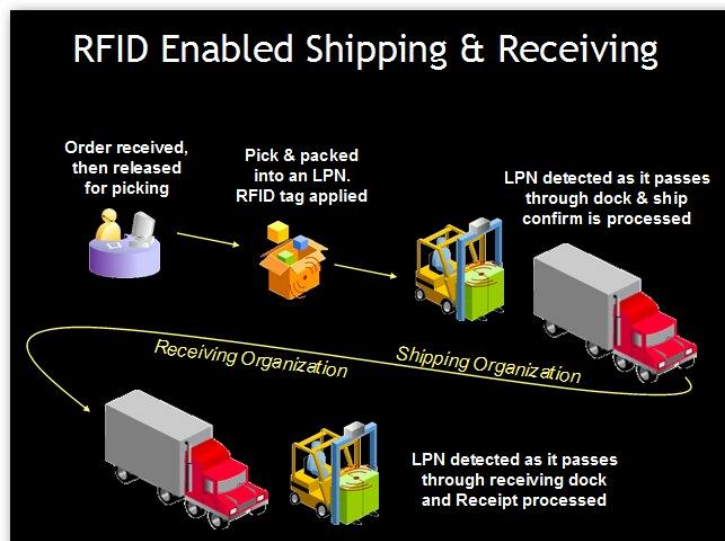 RFID Enabled Shipping & Receiving
Order received,
then released
for picking
Pick & packed
into an LPN.
RFID tag applied
LPN detected as it passes
through dock & ship
confirm is processed
Receiving Organization
Shipping Organization
LPN detected as it passes
through receiving dock
and Receipt processed